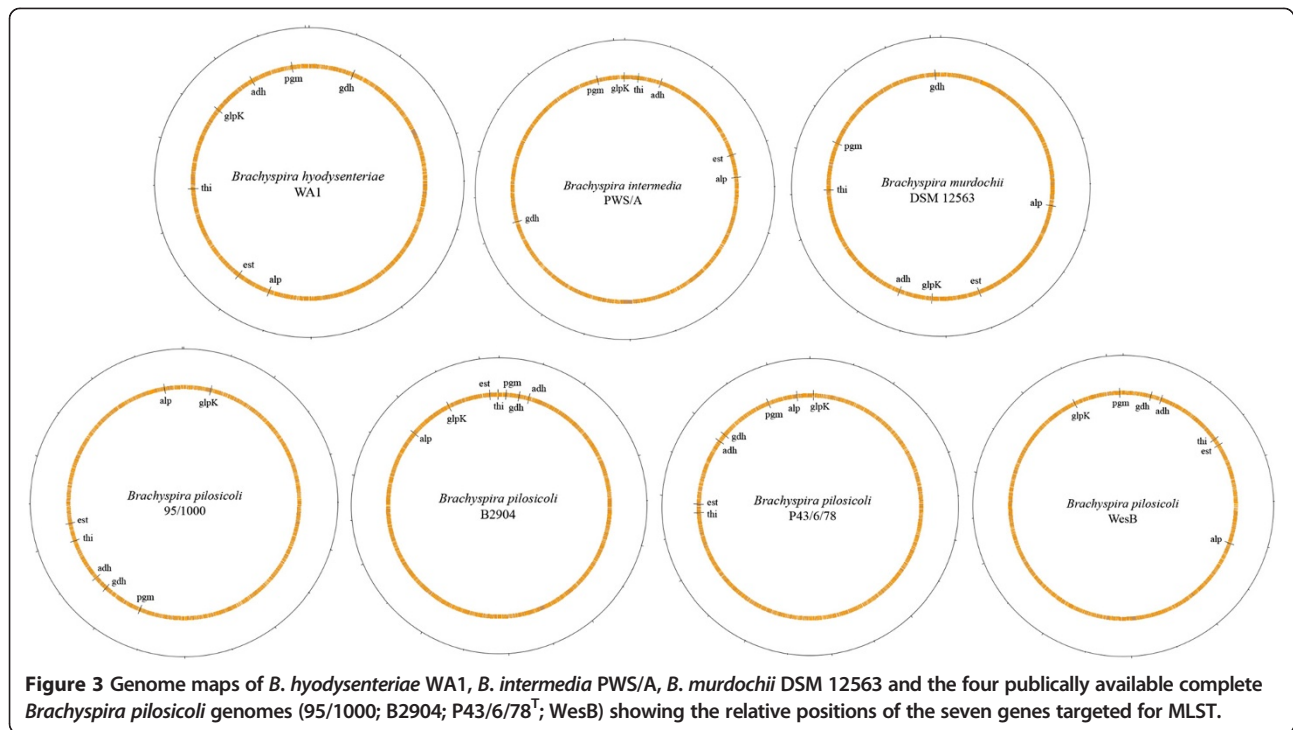 pgm
gdh
adh
glpK
thi
est
alp
Brachyspira hyodysenteriae
WA1
pgm
glpK
thi
adh
est
alp
gdh
Brachyspira intermedia
PWS/A
gdh
pgm
thi
alp
adh
glpK
est
Brachyspira murdochii
DSM 12563
alp
glpK
est
thi
adh
gdh
pgm
Brachyspira pilosicoli
95/1000
est
pgm
adh
thi
gdh
glpK
alp
Brachyspira pilosicoli
B2904
pgm
alp
glpK
gdh
adh
est
thi
Brachyspira pilosicoli
P43/6/78
glpK
pgm
gdh
adh
thi
est
alp
Brachyspira pilosicoli
WesB
Figure 3 Genome maps of B. hyodysenteriae WA1, B. intermedia PWS/A, B. murdochii DSM 12563 and the four publically available complete
Brachyspira pilosicoli genomes (95/1000; B2904; P43/6/78T; WesB) showing the relative positions of the seven genes targeted for MLST.